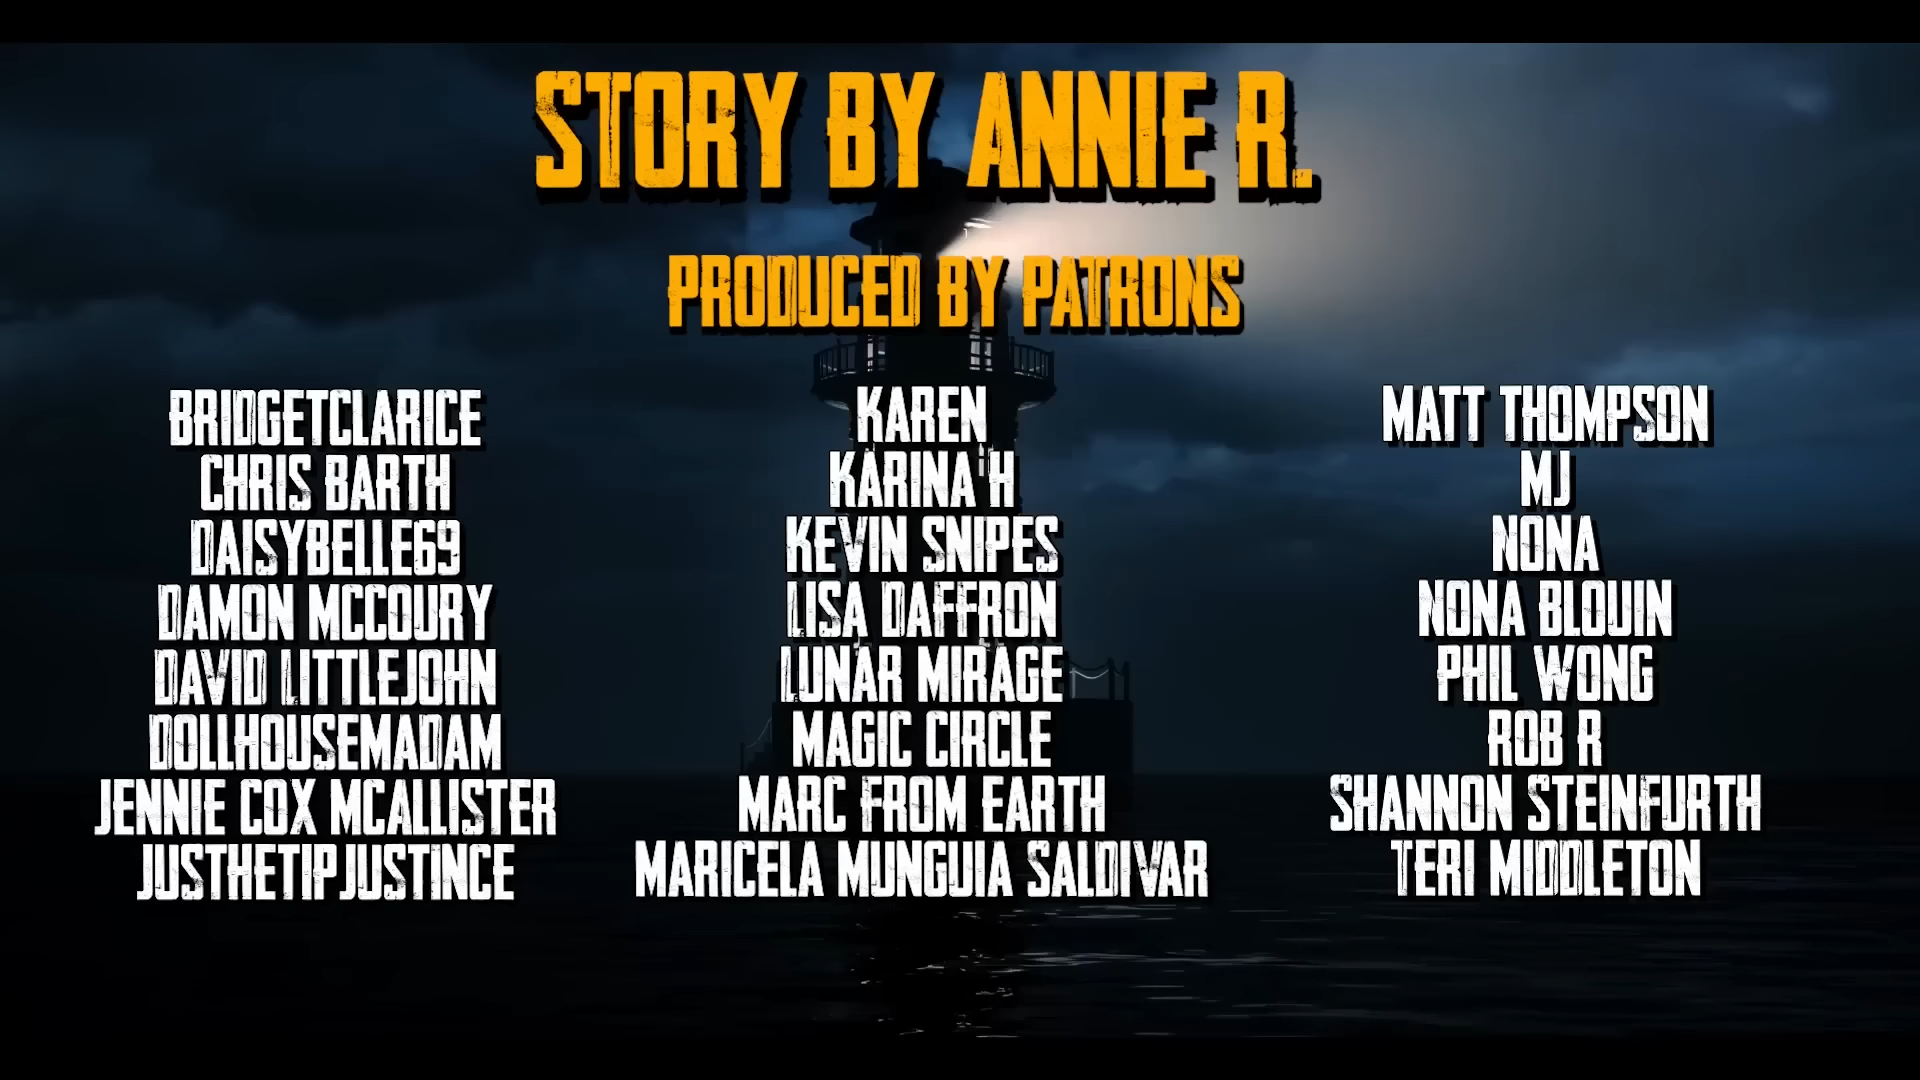 STORY BY ANNIE R.
PRODUCED BY PATRONS
BRIDGETCLARICE
CHRIS BARTH
DAISYBELLE69
DAMON MCCOURY
DAVID LITTLEJOHN
DOLLHOUSEMADAM
JENNIE COX MCALLISTER
JUSTHETIPJUSTINCE
KAREN
KARINA H
KEVIN SNIPES
LISA DAFFRON
LUNAR MIRAGE
MAGIC CIRCLE
MARC FROM EARTH
MARICELA MUNGUIA SALDIVAR
MATT THOMPSON
MJ
NONA
NONA BLOUIN
PHIL WONG
ROB R
SHANNON STEINFURTH
TERI MIDDLETON